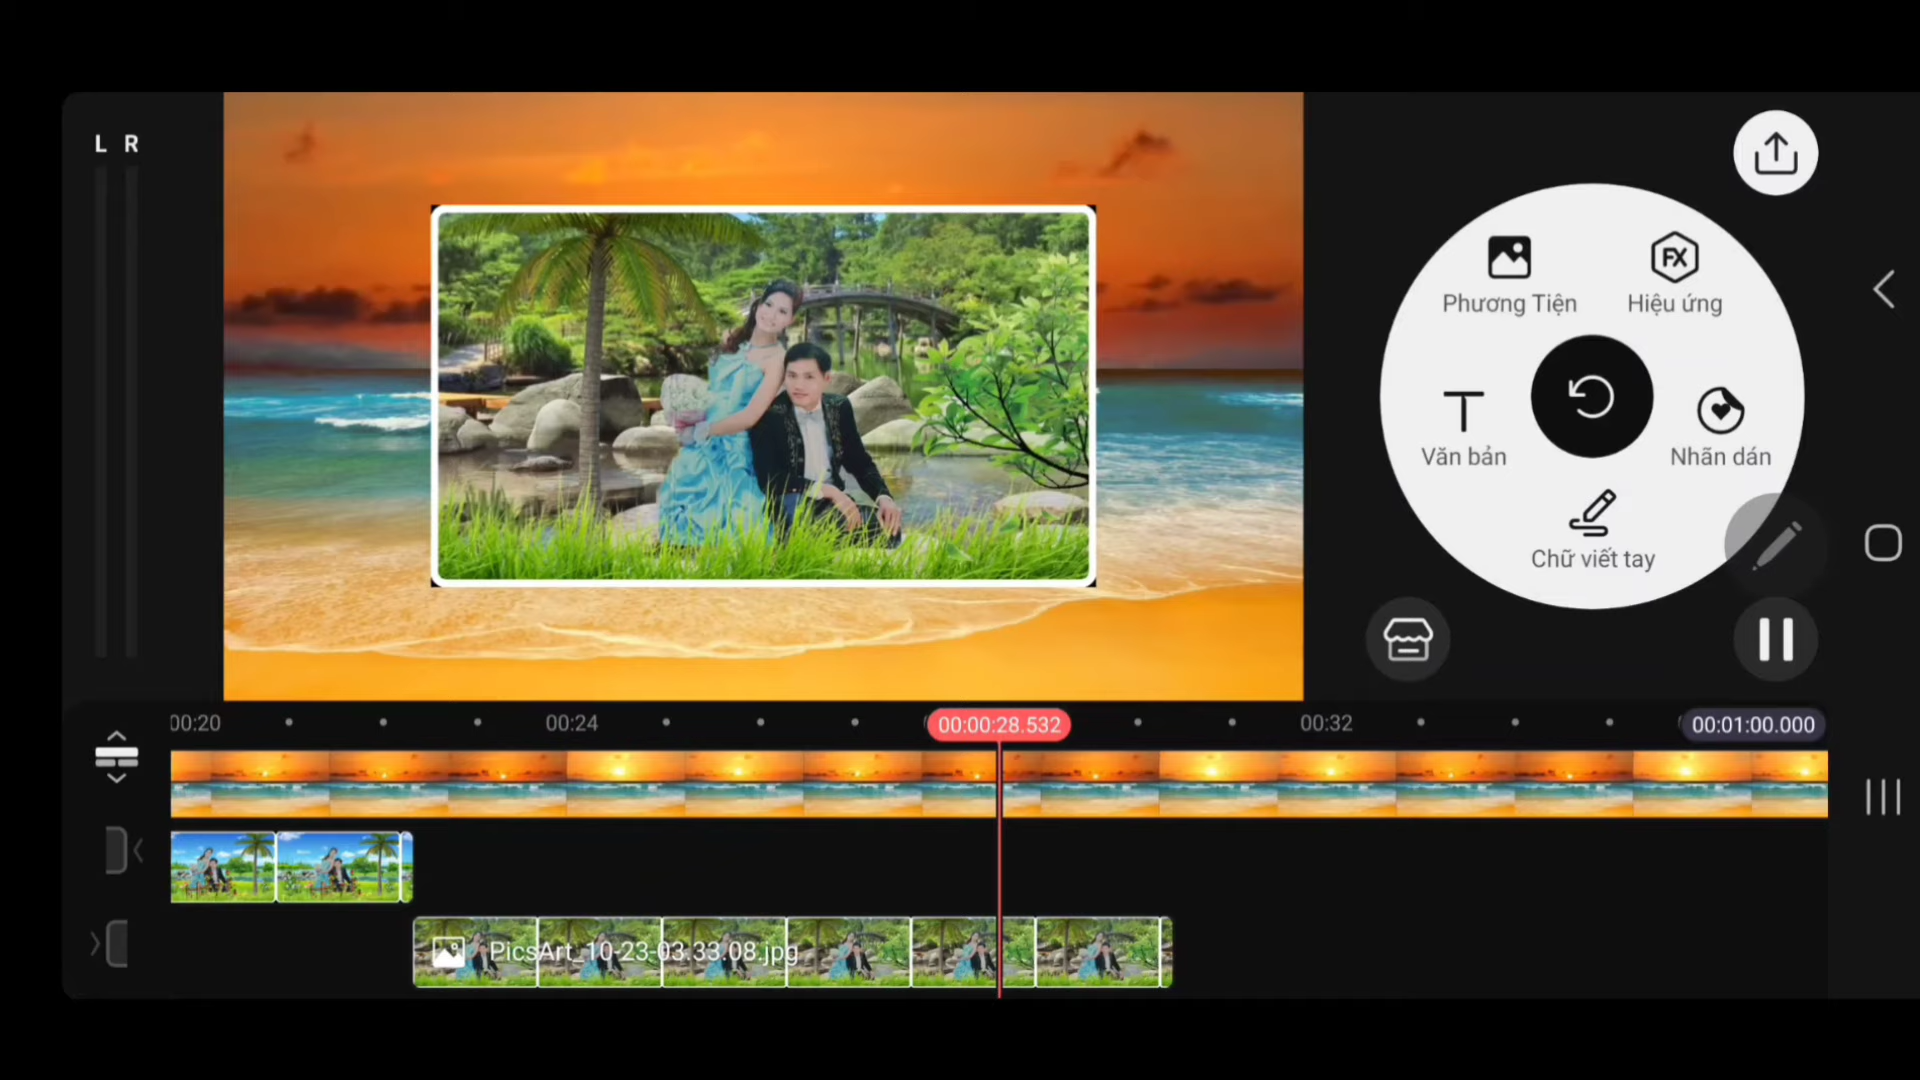 L R
Phương Tiện
FX
Hiệu ứng
Văn bản
Nhãn dán
Chữ viết tay
00:20
00:24
00:00:28.532
00:32
00:01:00.000
PicsArt_10-23-03.33.08.jpg